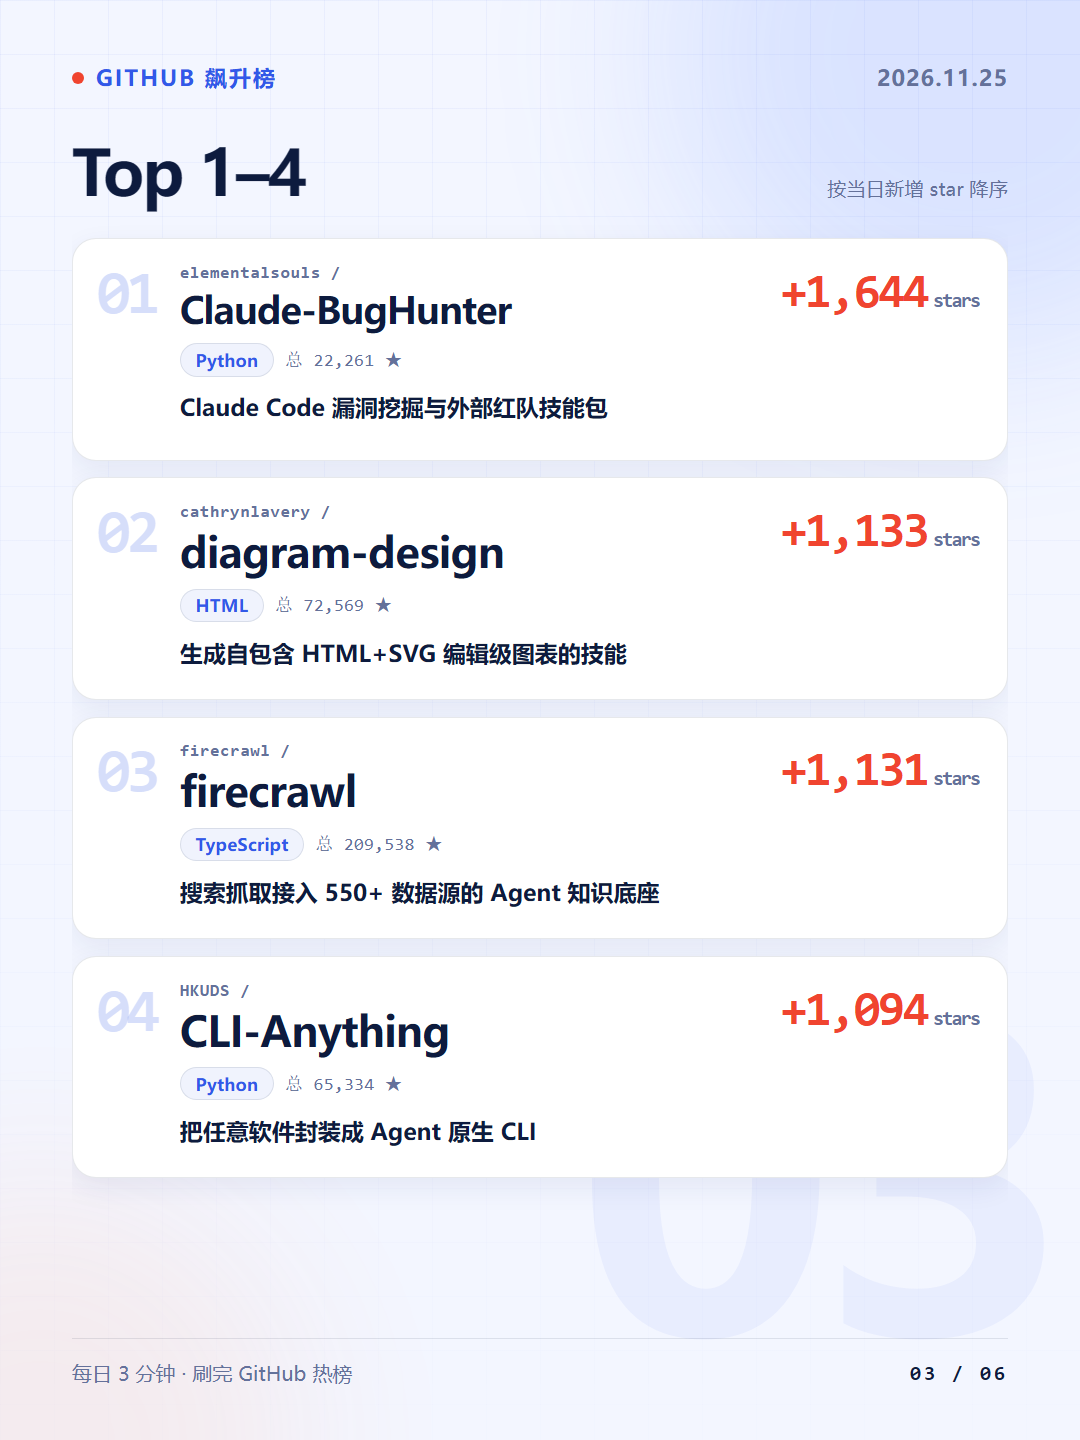 GITHUB 飙升榜
2026.11.25
Top 1–4
按当日新增 star 降序
01
elementalsouls /
Claude-BugHunter
+1,644 stars
Python 总 22,261 ★
Claude Code 漏洞挖掘与外部红队技能包
02
cathrynlavery /
diagram-design
+1,133 stars
HTML 总 72,569 ★
生成自包含 HTML+SVG 编辑级图表的技能
03
firecrawl /
firecrawl
+1,131 stars
TypeScript 总 209,538 ★
搜索抓取接入 550+ 数据源的 Agent 知识底座
04
HKUDS /
CLI-Anything
+1,094 stars
Python 总 65,334 ★
把任意软件封装成 Agent 原生 CLI
03
每日 3 分钟 · 刷完 GitHub 热榜
03 / 06